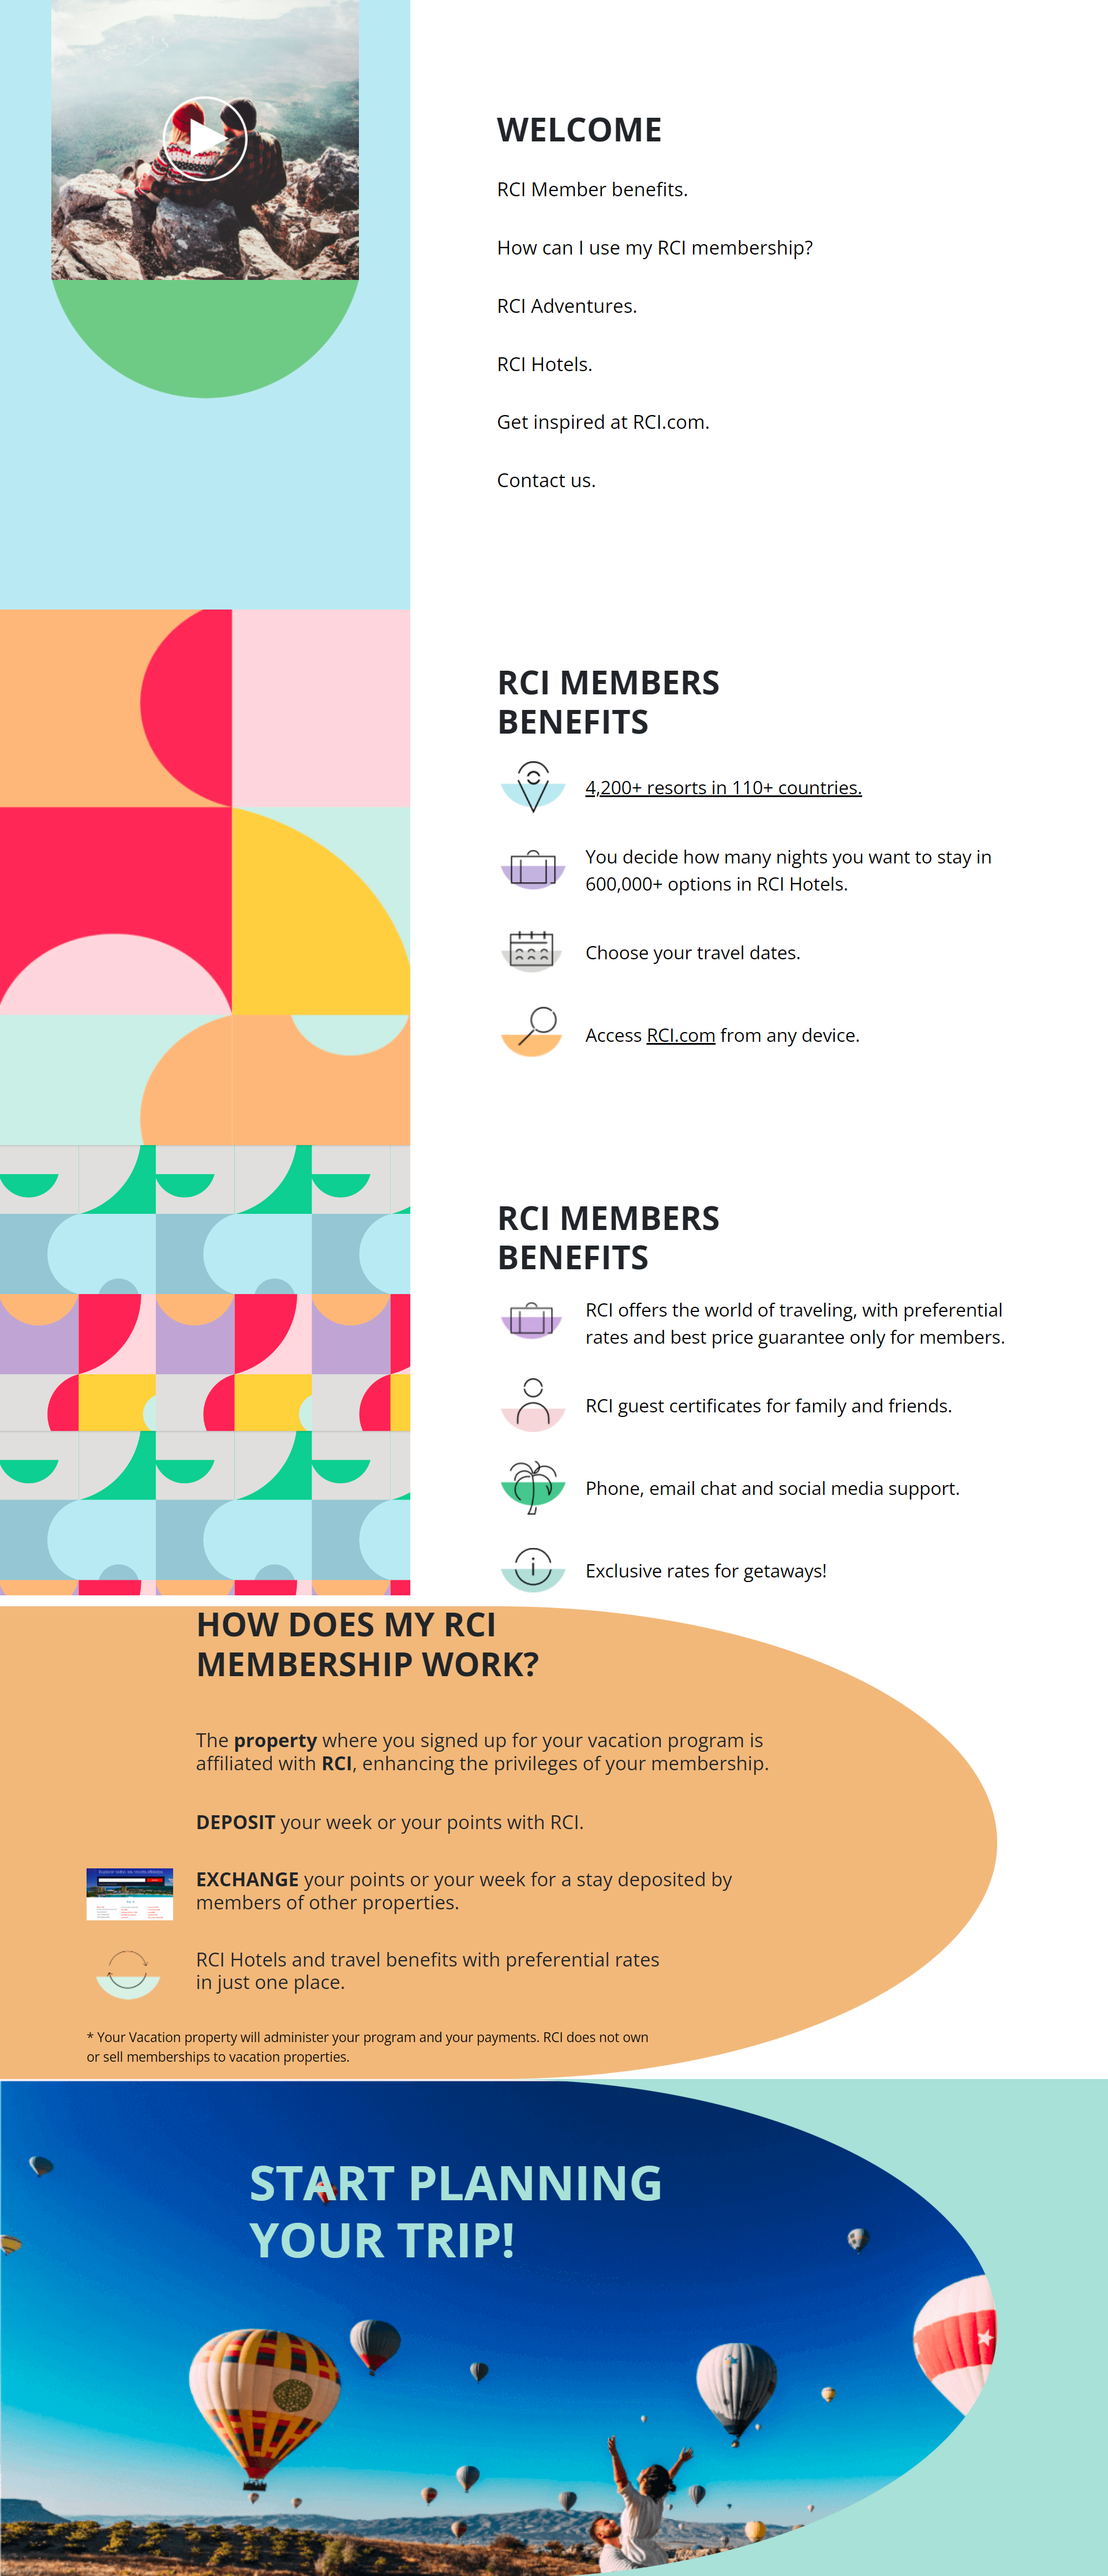 WELCOME
RCI Member benefits.
How can I use my RCI membership?
RCI Adventures.
RCI Hotels.
Get inspired at RCI.com.
Contact us.
RCI MEMBERS
BENEFITS
4,200+ resorts in 110+ countries.
You decide how many nights you want to stay in
600,000+ options in RCI Hotels.
Choose your travel dates.
Access RCI.com from any device.
RCI MEMBERS
BENEFITS
RCI offers the world of traveling, with preferential
rates and best price guarantee only for members.
RCI guest certificates for family and friends.
Phone, email chat and social media support.
Exclusive rates for getaways!
HOW DOES MY RCI
MEMBERSHIP WORK?
The property where you signed up for your vacation program is
affiliated with RCI, enhancing the privileges of your membership.
DEPOSIT your week or your points with RCI.
EXCHANGE your points or your week for a stay deposited by
members of other properties.
RCI Hotels and travel benefits with preferential rates
in just one place.
* Your Vacation property will administer your program and your payments. RCI does not own
or sell memberships to vacation properties.
START PLANNING
YOUR TRIP!